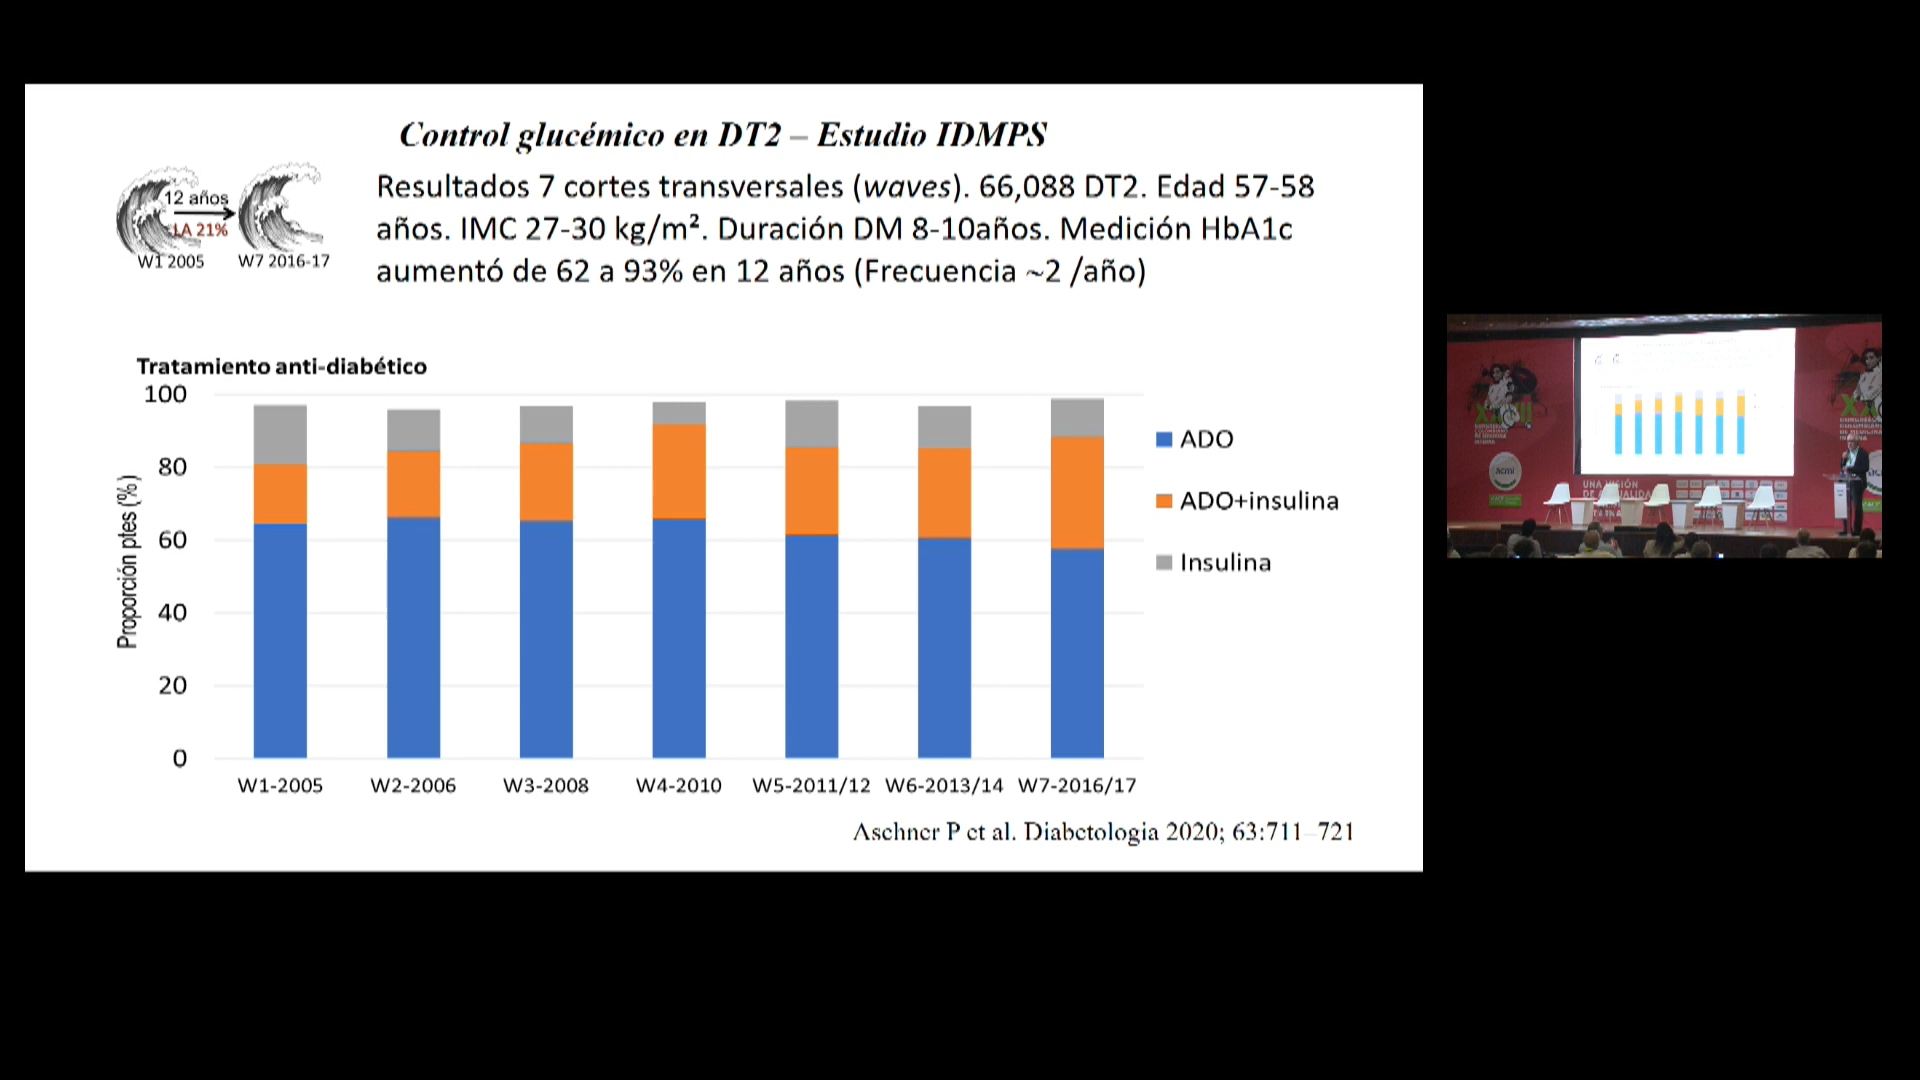 Control glucémico en DT2 – Estudio IDMPS
12 años
LA 21%
W1 2005
W7 2016-17
Resultados 7 cortes transversales (waves). 66,088 DT2. Edad 57-58
años. IMC 27-30 kg/m². Duración DM 8-10años. Medición HbA1c
aumentó de 62 a 93% en 12 años (Frecuencia ~2 /año)
Tratamiento anti-diabético
Proporción ptes (%)
100
80
60
40
20
0
W1-2005 W2-2006 W3-2008 W4-2010 W5-2011/12 W6-2013/14 W7-2016/17
ADO
ADO+insulina
Insulina
Aschner P et al. Diabetologia 2020; 63:711–721
acmi
UNA VISIÓN